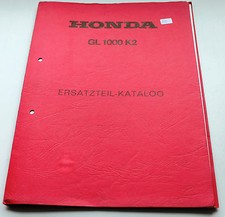 HONDA
GL 1000 K2
ERSATZTEIL-KATALOG